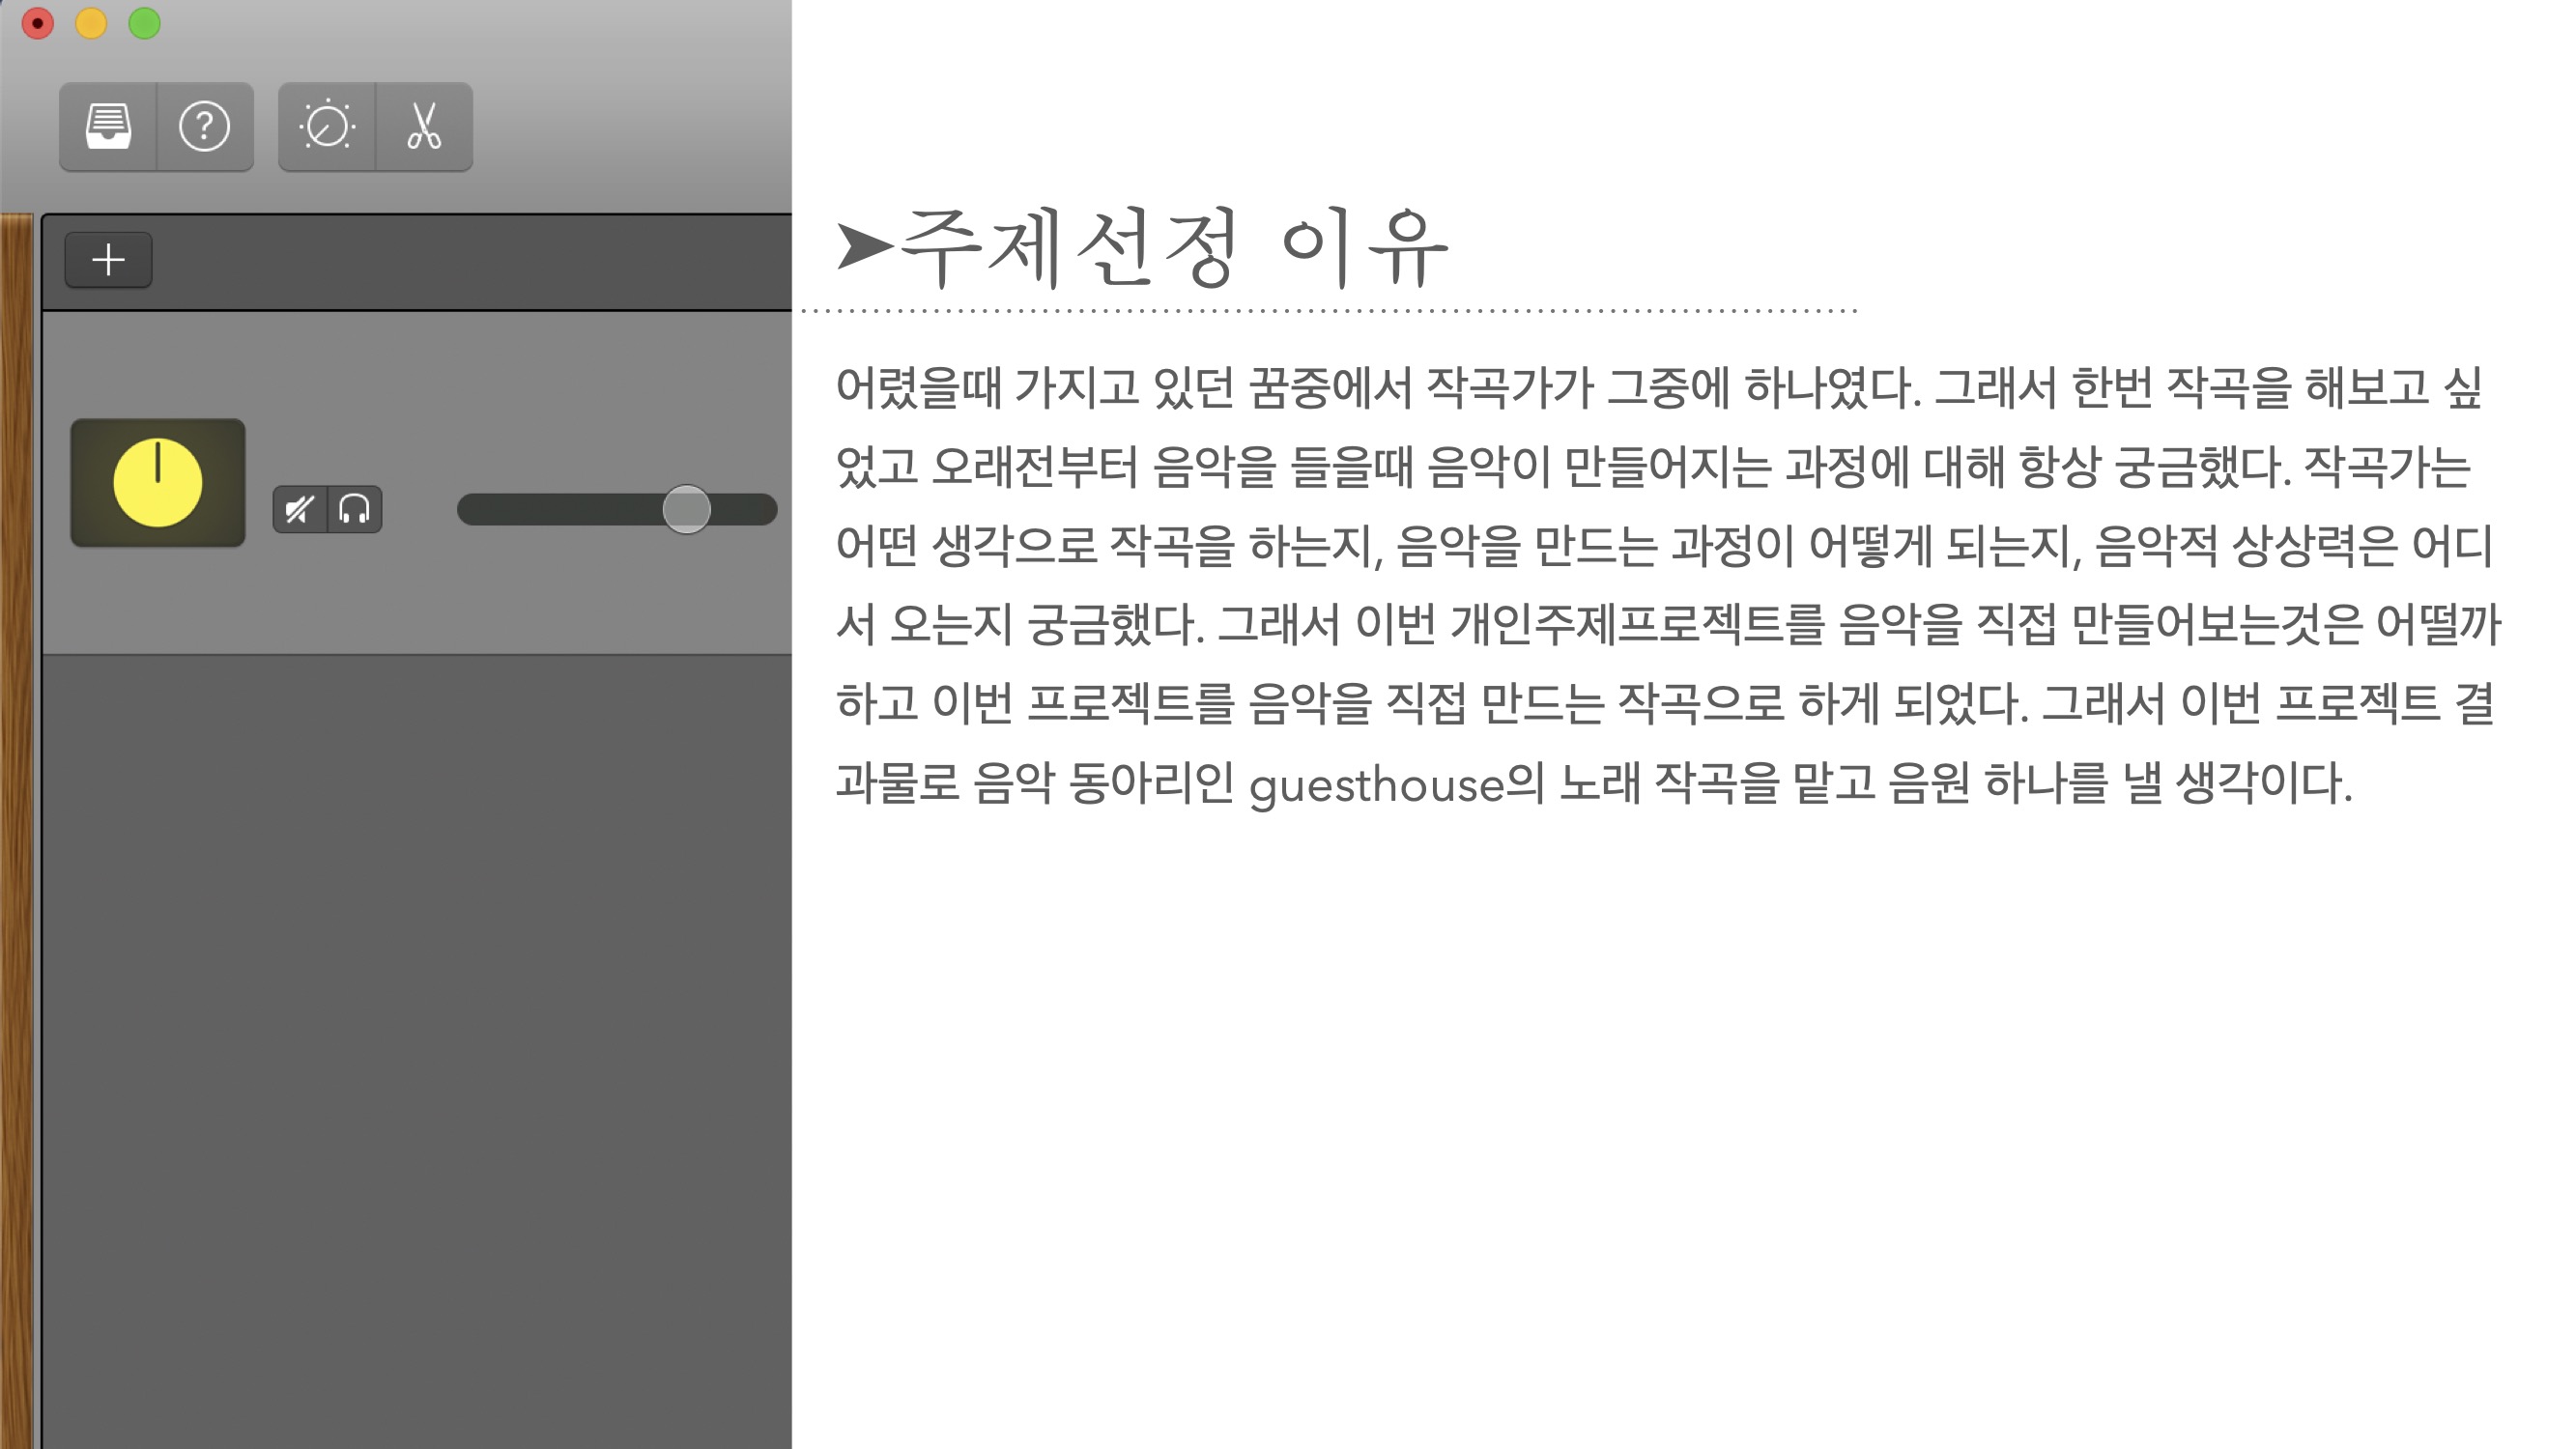 ➤주제선정 이유
어렸을때 가지고 있던 꿈중에서 작곡가가 그중에 하나였다. 그래서 한번 작곡을 해보고 싶
었고 오래전부터 음악을 들을때 음악이 만들어지는 과정에 대해 항상 궁금했다. 작곡가는
어떤 생각으로 작곡을 하는지, 음악을 만드는 과정이 어떻게 되는지, 음악적 상상력은 어디
서 오는지 궁금했다. 그래서 이번 개인주제프로젝트를 음악을 직접 만들어보는것은 어떨까
하고 이번 프로젝트를 음악을 직접 만드는 작곡으로 하게 되었다. 그래서 이번 프로젝트 결
과물로 음악 동아리인 guesthouse의 노래 작곡을 맡고 음원 하나를 낼 생각이다.